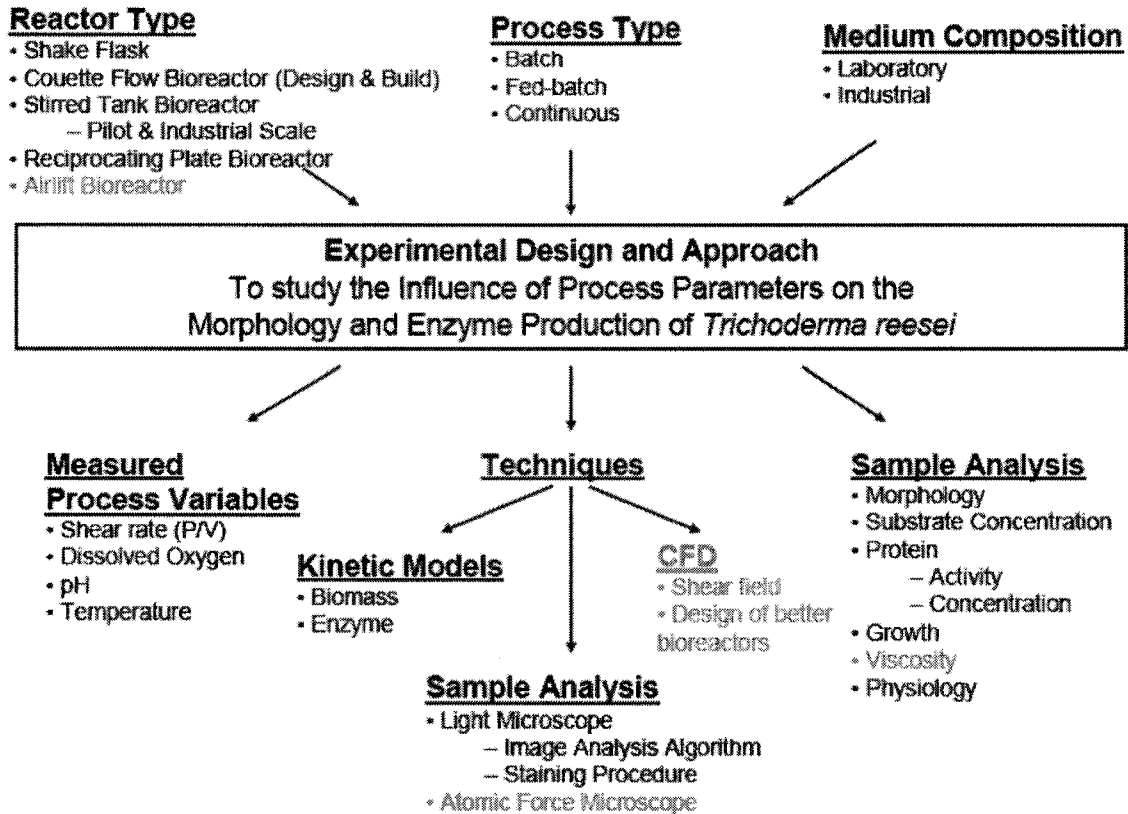 Reactor Type
• Shake Flask
• Couette Flow Bioreactor (Design & Build)
• Stirred Tank Bioreactor
– Pilot & Industrial Scale
• Reciprocating Plate Bioreactor
• Airlift Bioreactor
Process Type
• Batch
• Fed-batch
• Continuous
Medium Composition
• Laboratory
• Industrial
Experimental Design and Approach
To study the Influence of Process Parameters on the
Morphology and Enzyme Production of Trichoderma reesei
Measured
Process Variables
• Shear rate (P/V)
• Dissolved Oxygen
• pH
• Temperature
Techniques
Kinetic Models
• Biomass
• Enzyme
CFD
• Shear field
• Design of better
bioreactors
Sample Analysis
• Light Microscope
– Image Analysis Algorithm
– Staining Procedure
• Atomic Force Microscope
Sample Analysis
• Morphology
• Substrate Concentration
• Protein
– Activity
– Concentration
• Growth
• Viscosity
• Physiology